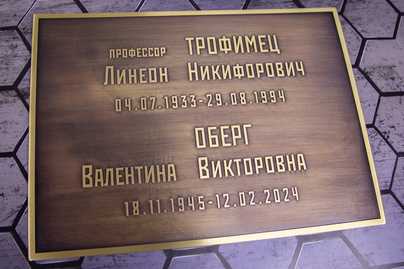 ПРОФЕССОР ТРОФИМЕЦ
ЛИНЕОН НИКИФОРОВИЧ
04.07.1933-29.08.1994
ОБЕРГ
ВАЛЕНТИНА ВИКТОРОВНА
18.11.1945-12.02.2024